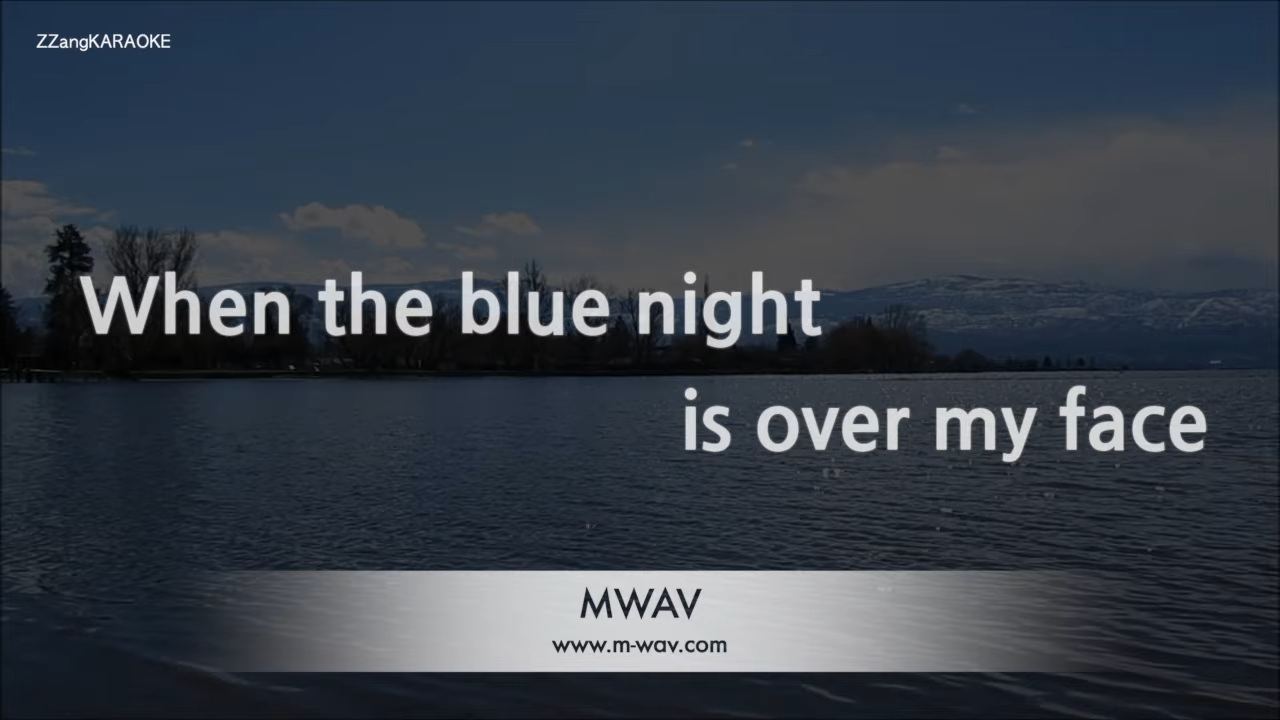 ZZangKARAOKE
When the blue night
is over my face
MWAV
www.m-wav.com